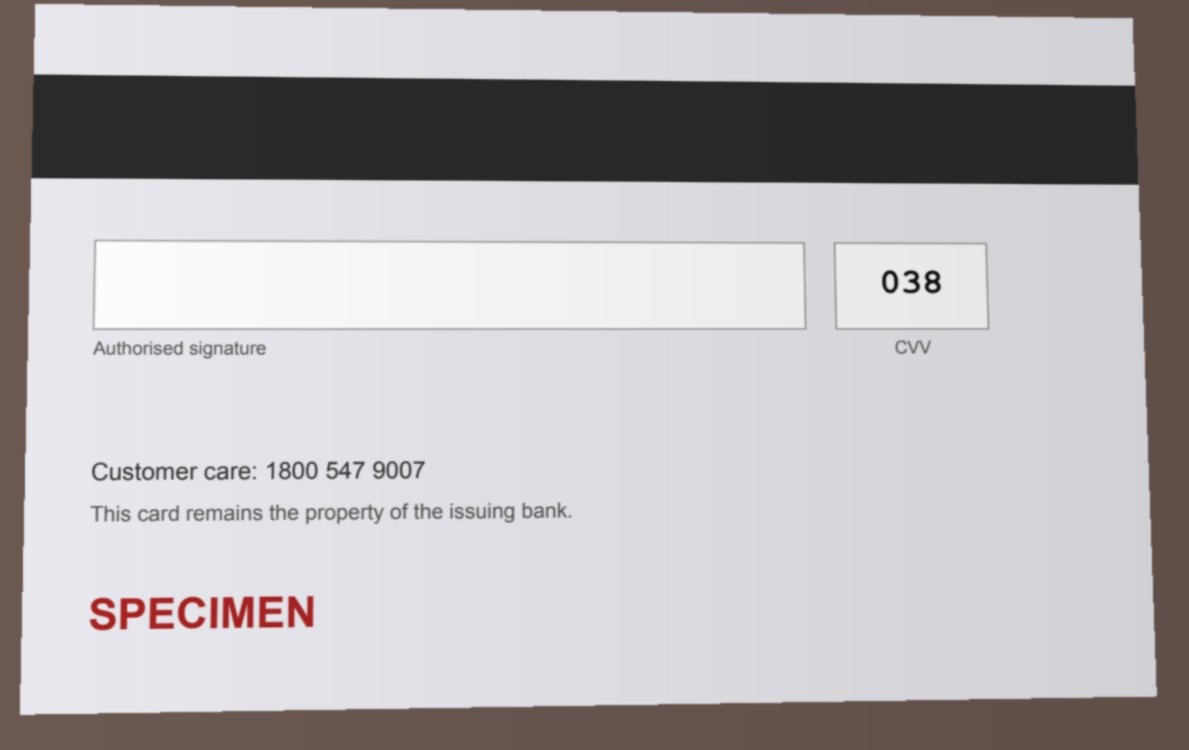 038
Authorised signature
CVV
Customer care: 1800 547 9007
This card remains the property of the issuing bank.
SPECIMEN